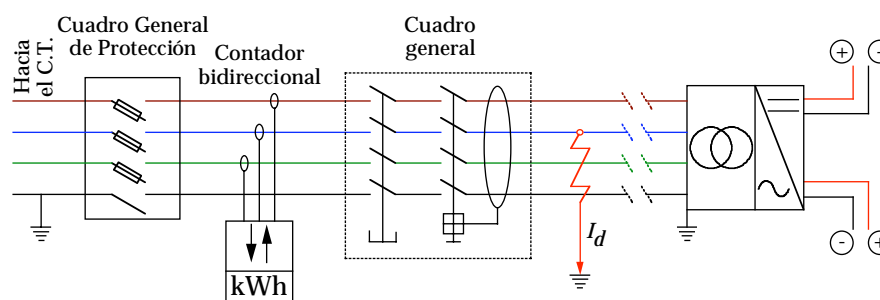 Hacia
el C.T.
Cuadro General
de Protección
Contador
bidireccional
Cuadro
general
I_d
kWh
+
-
-
+